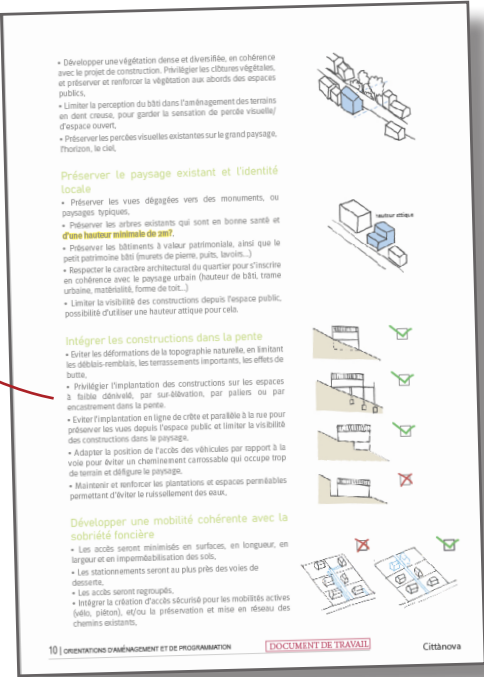 • Développer une végétation dense et diversifiée, en cohérence
avec le projet de construction. Privilégier les clôtures végétales,
et préserver et renforcer la végétation aux abords des espaces
publics,
• Limiter la perception du bâti dans l'aménagement des terrains
en dent creuse, pour garder la sensation de percée visuelle/
d'espace ouvert,
• Préserver les percées visuelles existantes sur le grand paysage,
l'horizon, le ciel,
Préserver le paysage existant et l'identité
locale
• Préserver les vues dégagées vers des monuments, ou
paysages typiques,
• Préserver les arbres existants qui sont en bonne santé et
d'une hauteur minimale de 2m?,
• Préserver les bâtiments à valeur patrimoniale, ainsi que le
petit patrimoine bâti (murets de pierre, puits, lavoirs...)
• Respecter le caractère architectural du quartier pour s'inscrire
en cohérence avec le paysage urbain (hauteur de bâti, trame
urbaine, matérialité, forme de toit...)
• Limiter la visibilité des constructions depuis l'espace public,
possibilité d'utiliser une hauteur attique pour cela.
hauteur attique
Intégrer les constructions dans la pente
• Eviter les déformations de la topographie naturelle, en limitant
les déblais-remblais, les terrassements importants, les effets de
butte,
• Privilégier l'implantation des constructions sur les espaces
à faible dénivelé, par sur-élévation, par paliers ou par
encastrement dans la pente.
• Eviter l'implantation en ligne de crête et parallèle à la rue pour
préserver les vues depuis l'espace public et limiter la visibilité
des constructions dans le paysage.
• Adapter la position de l'accès des véhicules par rapport à la
voie pour éviter un cheminement carrossable qui occupe trop
de terrain et défigure le paysage,
• Maintenir et renforcer les plantations et espaces perméables
permettant d'éviter le ruissellement des eaux,
Développer une mobilité cohérente avec la
sobriété foncière
• Les accès seront minimisés en surfaces, en longueur, en
largeur et en imperméabilisation des sols,
• Les stationnements seront au plus près des voies de
desserte,
• Les accès seront regroupés,
• Intégrer la création d'accès sécurisé pour les mobilités actives
(vélo, piéton), et/ou la préservation et mise en réseau des
chemins existants,
10 | ORIENTATIONS D'AMÉNAGEMENT ET DE PROGRAMMATION
DOCUMENT DE TRAVAIL
Cittànova